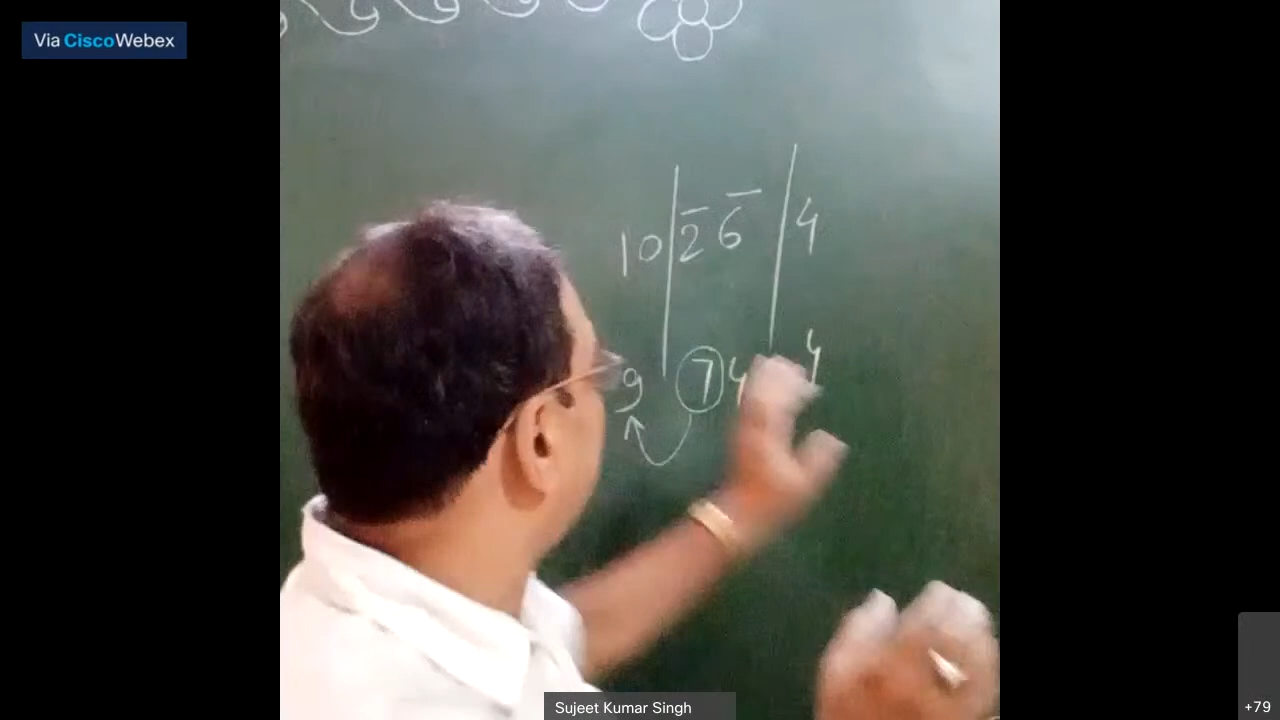 Via CiscoWebex
10 | 2̅ 6̅ | 4
9 7 4 4
Sujeet Kumar Singh
+79